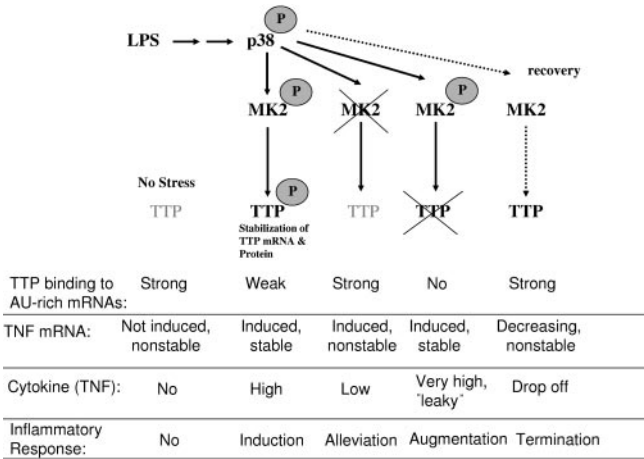 P
LPS p38
recovery
P P
MK2 MK2 MK2 MK2
No Stress P
TTP TTP TTP TTP TTP
Stabilization of
TTP mRNA &
Protein
TTP binding to Strong Weak Strong No Strong
AU-rich mRNAs:
TNF mRNA: Not induced, Induced, Induced, Induced, Decreasing,
nonstable stable nonstable stable nonstable
Cytokine (TNF): No High Low Very high, Drop off
"leaky"
Inflammatory
Response: No Induction Alleviation Augmentation Termination